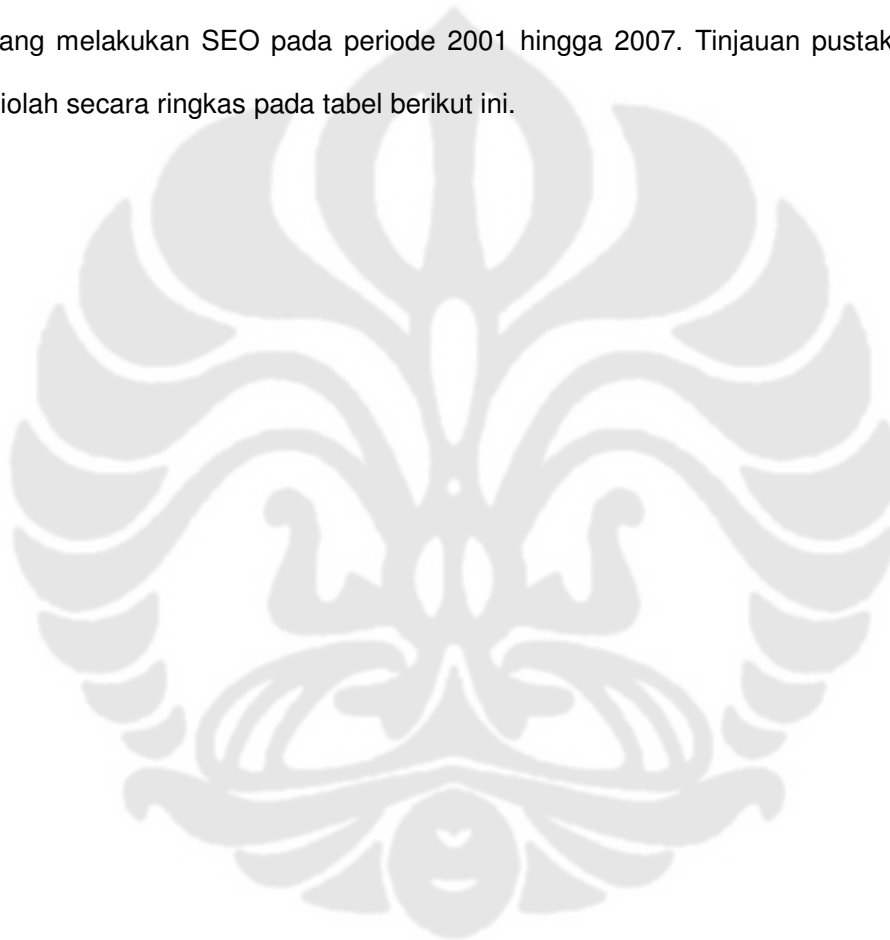 ang melakukan SEO pada periode 2001 hingga 2007. Tinjauan pustak
iolah secara ringkas pada tabel berikut ini.